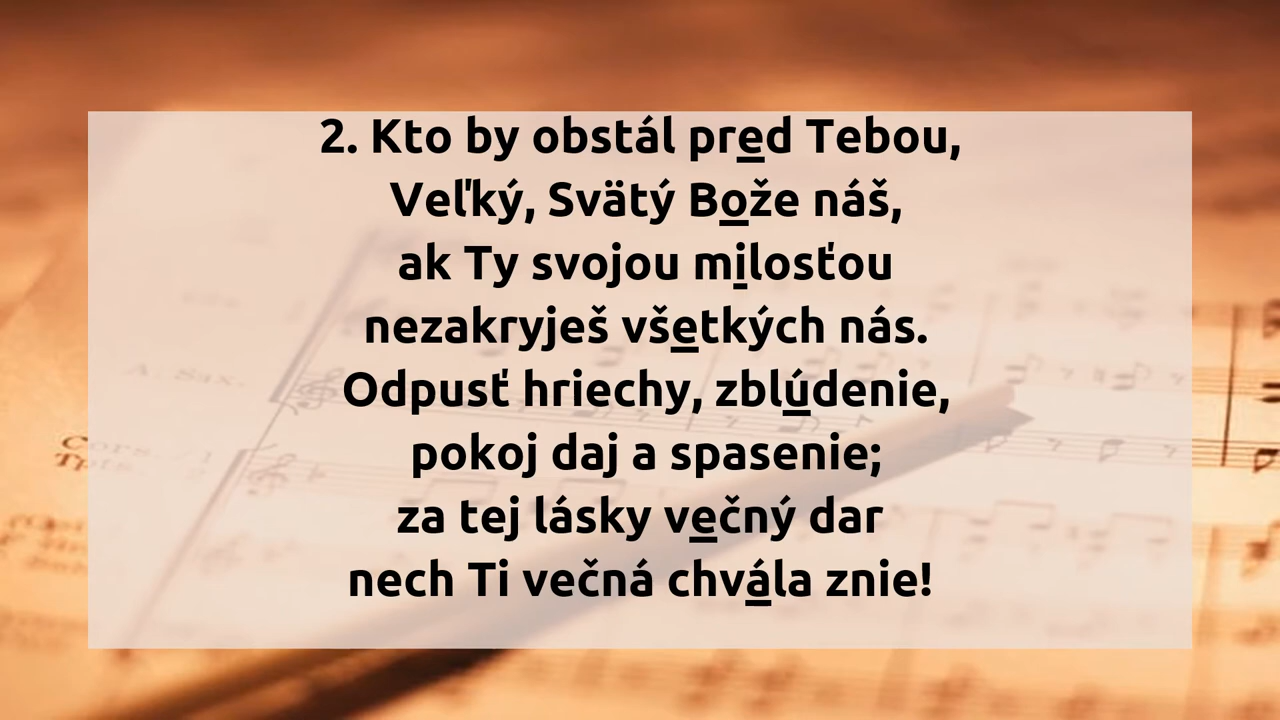 2. Kto by obstál pred Tebou,
Veľký, Svätý Bože náš,
ak Ty svojou milosťou
nezakryješ všetkých nás.
Odpusť hriechy, zblúdenie,
pokoj daj a spasenie;
za tej lásky večný dar
nech Ti večná chvála znie!
A. Sax.